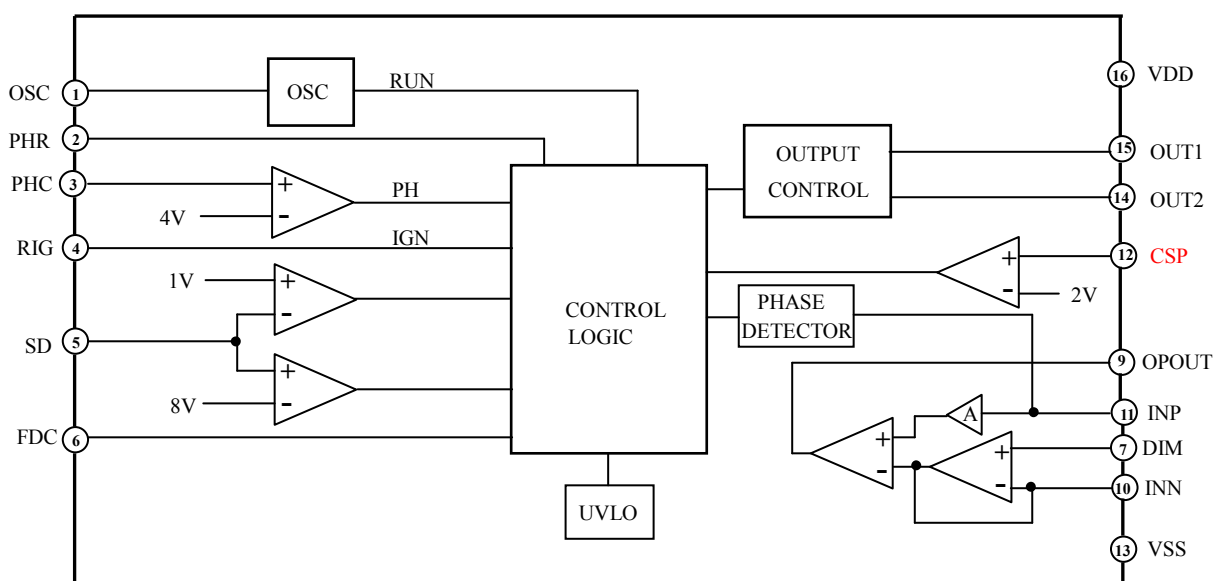 OSC 1
OSC
RUN
PHR 2
PHC 3
+
-
4V
PH
RIG 4
IGN
1V
+
-
SD 5
+
-
8V
FDC 6
CONTROL
LOGIC
UVLO
OUTPUT
CONTROL
PHASE
DETECTOR
16 VDD
15 OUT1
14 OUT2
+
-
12 CSP
2V
9 OPOUT
A
11 INP
+
-
7 DIM
+
-
10 INN
13 VSS